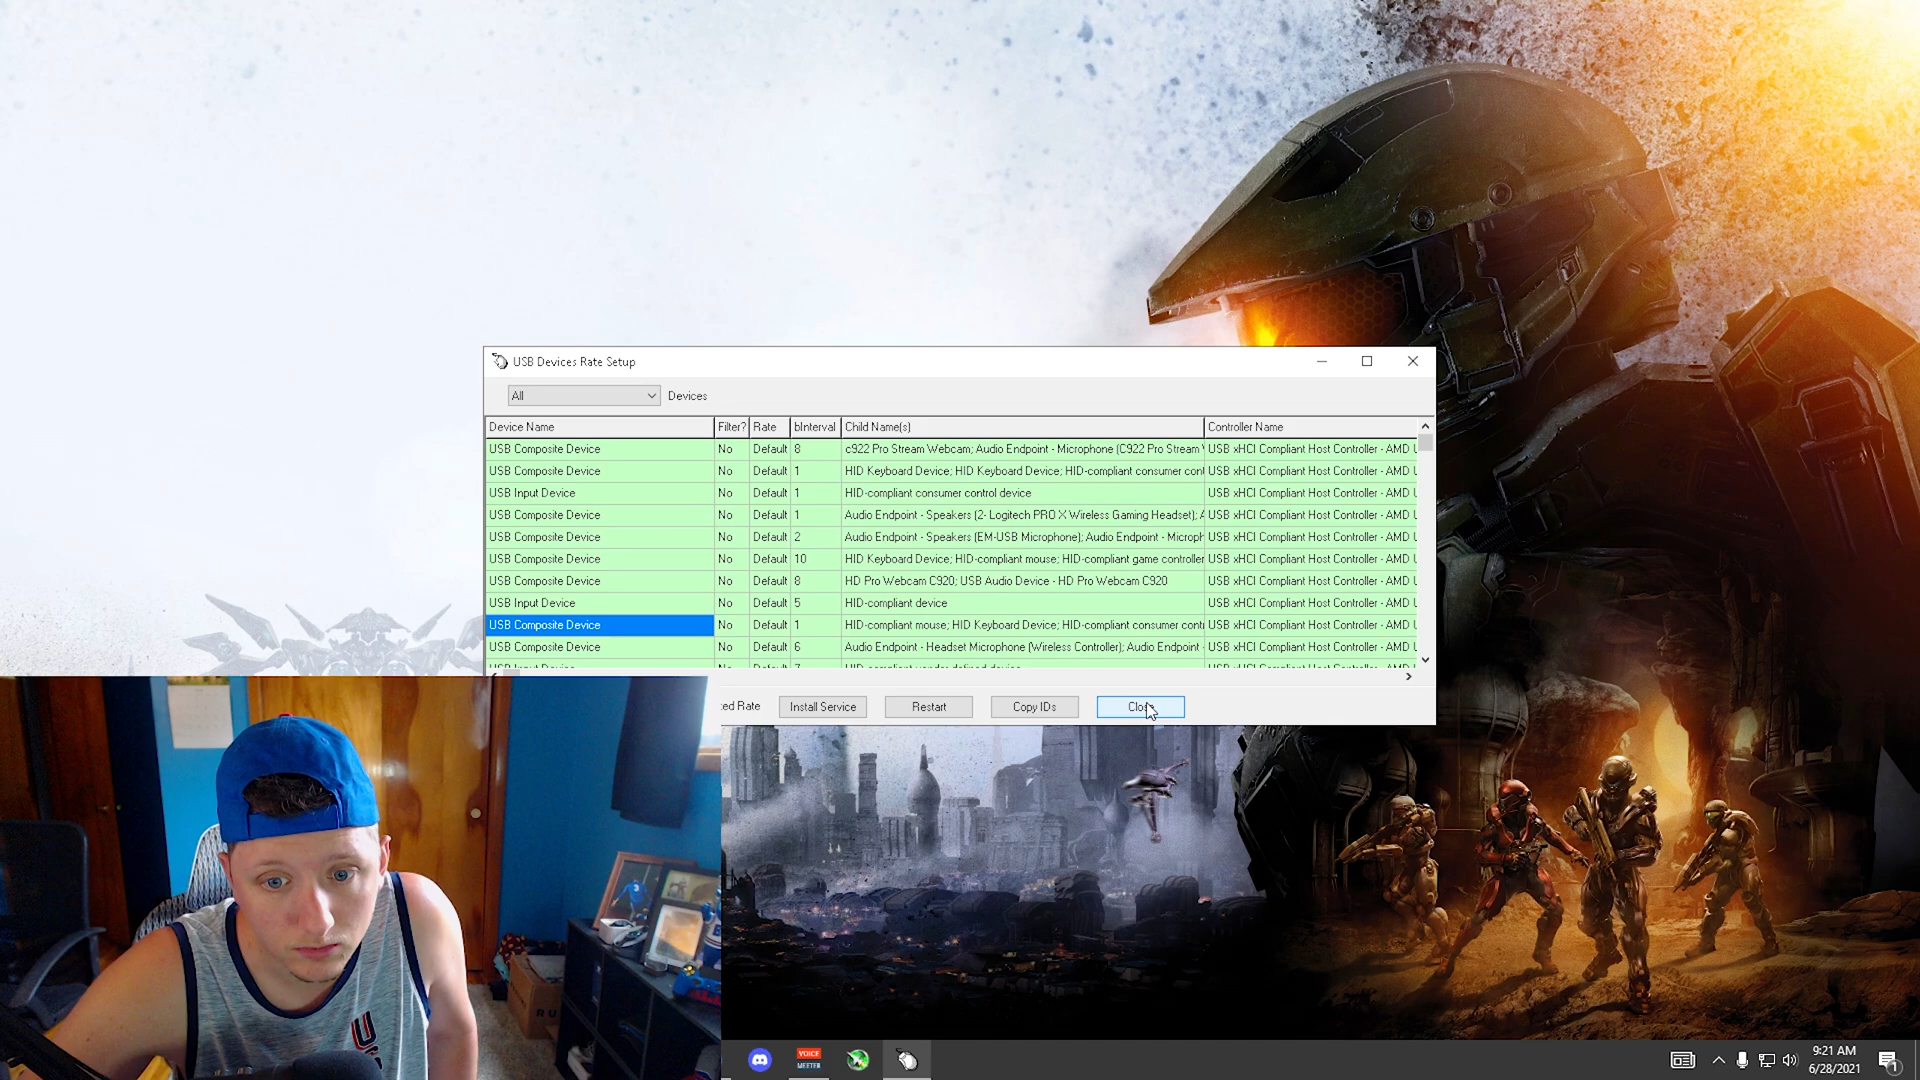 USB Devices Rate Setup
All Devices
Device Name Filter? Rate bInterval Child Name(s) Controller Name
USB Composite Device No Default 8 c922 Pro Stream Webcam; Audio Endpoint - Microphone (C922 Pro Stream USB xHCI Compliant Host Controller - AMD
USB Composite Device No Default 1 HID Keyboard Device; HID Keyboard Device; HID-compliant consumer cont USB xHCI Compliant Host Controller - AMD
USB Input Device No Default 1 HID-compliant consumer control device USB xHCI Compliant Host Controller - AMD
USB Composite Device No Default 1 Audio Endpoint - Speakers (2- Logitech PRO X Wireless Gaming Headset); USB xHCI Compliant Host Controller - AMD
USB Composite Device No Default 2 Audio Endpoint - Speakers (EM-USB Microphone); Audio Endpoint - Microph USB xHCI Compliant Host Controller - AMD
USB Composite Device No Default 10 HID Keyboard Device; HID-compliant mouse; HID-compliant game controller USB xHCI Compliant Host Controller - AMD
USB Composite Device No Default 8 HD Pro Webcam C920; USB Audio Device - HD Pro Webcam C920 USB xHCI Compliant Host Controller - AMD
USB Input Device No Default 5 HID-compliant device USB xHCI Compliant Host Controller - AMD
USB Composite Device No Default 1 HID-compliant mouse; HID Keyboard Device; HID-compliant consumer cont USB xHCI Compliant Host Controller - AMD
USB Composite Device No Default 6 Audio Endpoint - Headset Microphone (Wireless Controller); Audio Endpoint USB xHCI Compliant Host Controller - AMD
ed Rate Install Service Restart Copy IDs Close
VOICE
MEETER
9:21 AM
6/28/2021
1